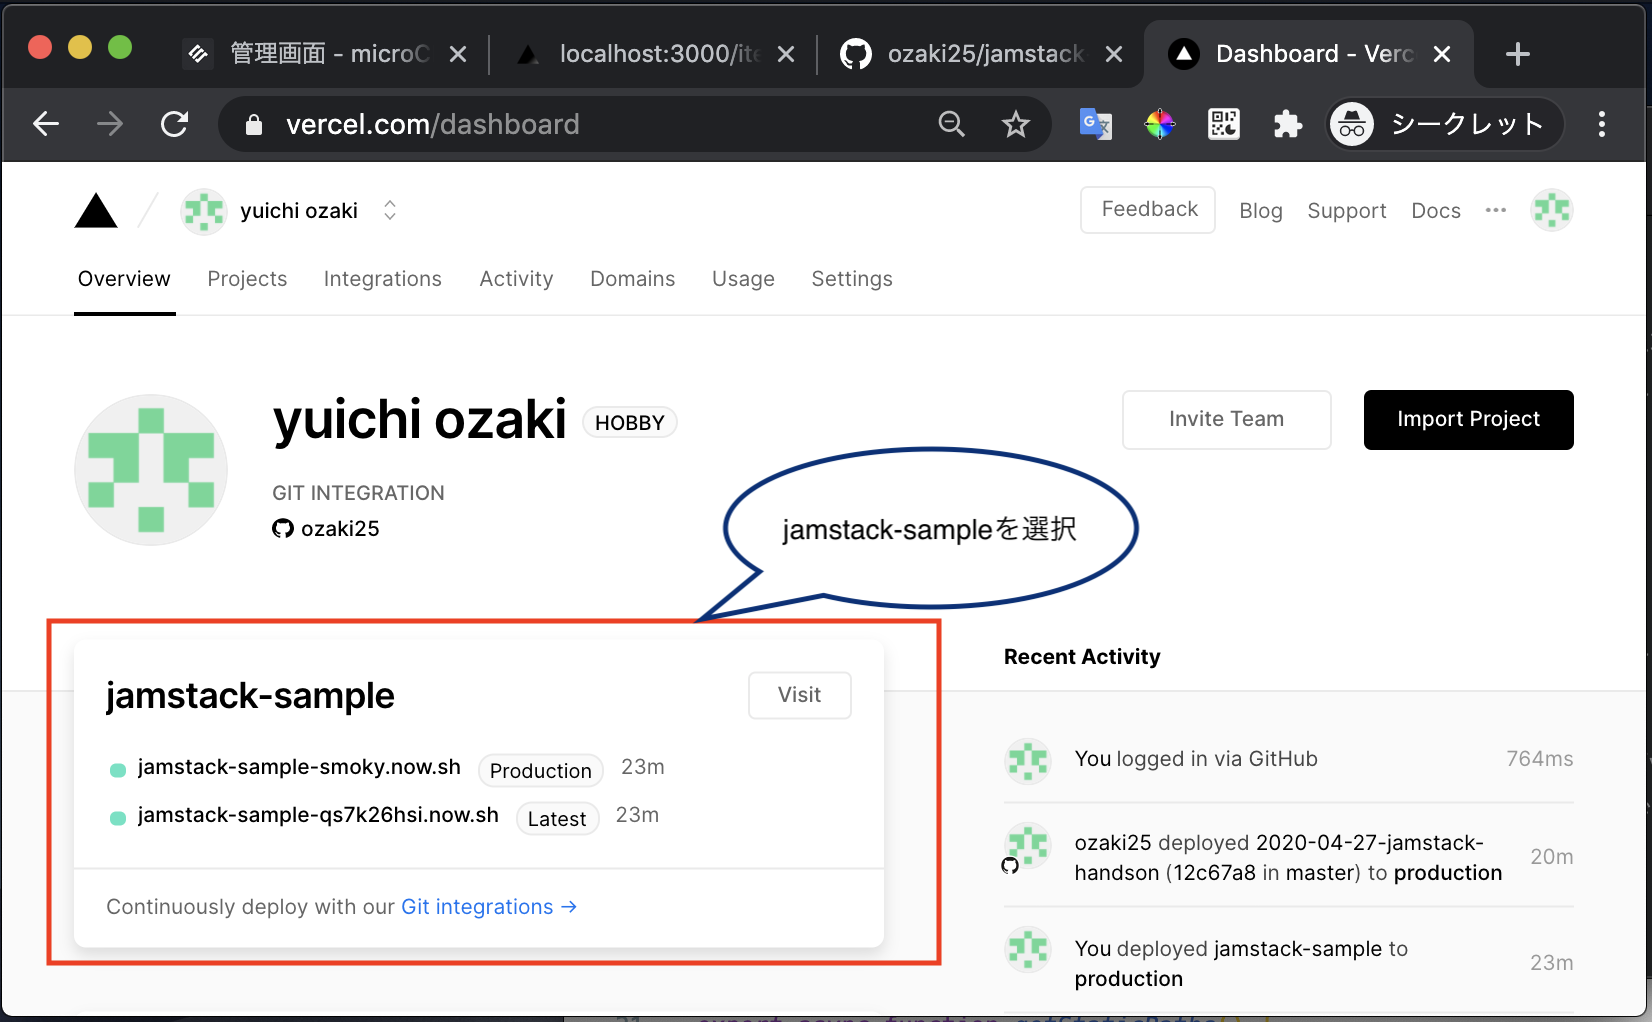 管理画面 - microC
localhost:3000/ite
ozaki25/jamstack
Dashboard - Verc
vercel.com/dashboard
シークレット
yuichi ozaki
Feedback
Blog
Support
Docs
Overview
Projects
Integrations
Activity
Domains
Usage
Settings
yuichi ozaki
HOBBY
Invite Team
Import Project
GIT INTEGRATION
ozaki25
jamstack-sampleを選択
jamstack-sample
Visit
jamstack-sample-smoky.now.sh
Production
23m
jamstack-sample-qs7k26hsi.now.sh
Latest
23m
Continuously deploy with our Git integrations →
Recent Activity
You logged in via GitHub
764ms
ozaki25 deployed 2020-04-27-jamstack-
handson (12c67a8 in master) to production
20m
You deployed jamstack-sample to
production
23m